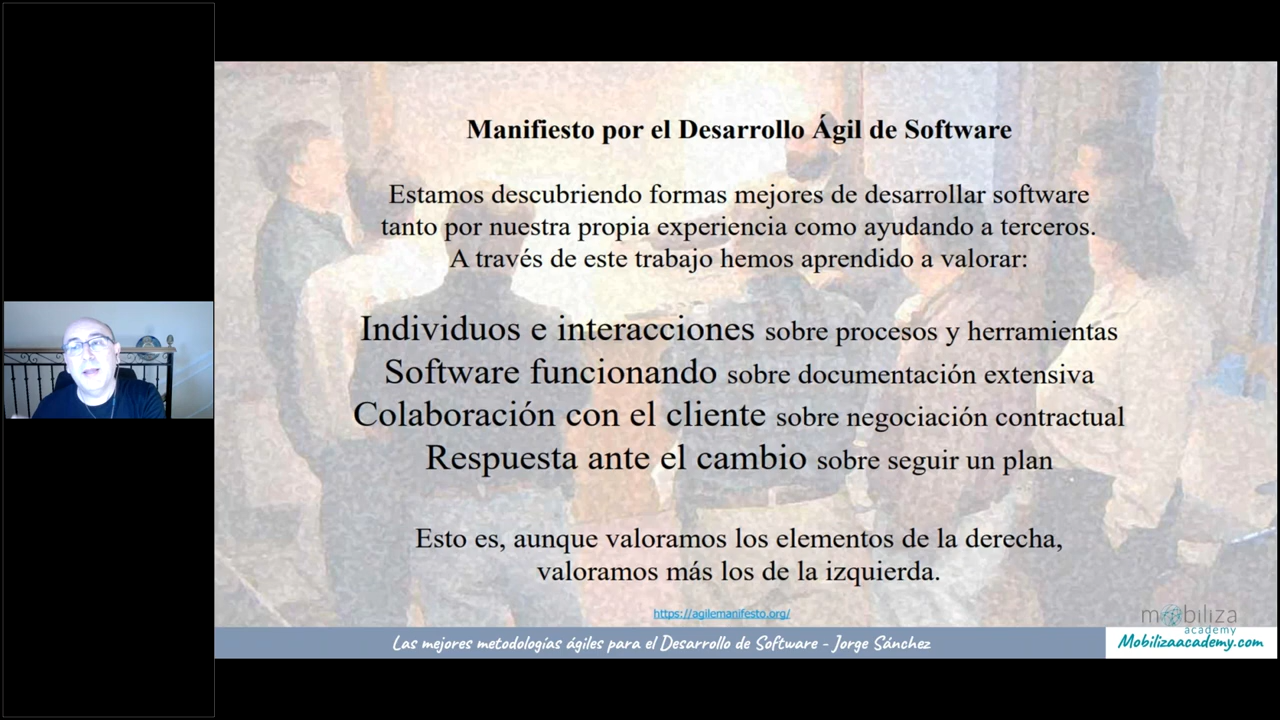 Manifiesto por el Desarrollo Ágil de Software
Estamos descubriendo formas mejores de desarrollar software
tanto por nuestra propia experiencia como ayudando a terceros.
A través de este trabajo hemos aprendido a valorar:
Individuos e interacciones sobre procesos y herramientas
Software funcionando sobre documentación extensiva
Colaboración con el cliente sobre negociación contractual
Respuesta ante el cambio sobre seguir un plan
Esto es, aunque valoramos los elementos de la derecha,
valoramos más los de la izquierda.
https://agilemanifesto.org/
mobiliza
academy
Las mejores metodologías ágiles para el Desarrollo de Software - Jorge Sánchez
Mobilizaacademy.com